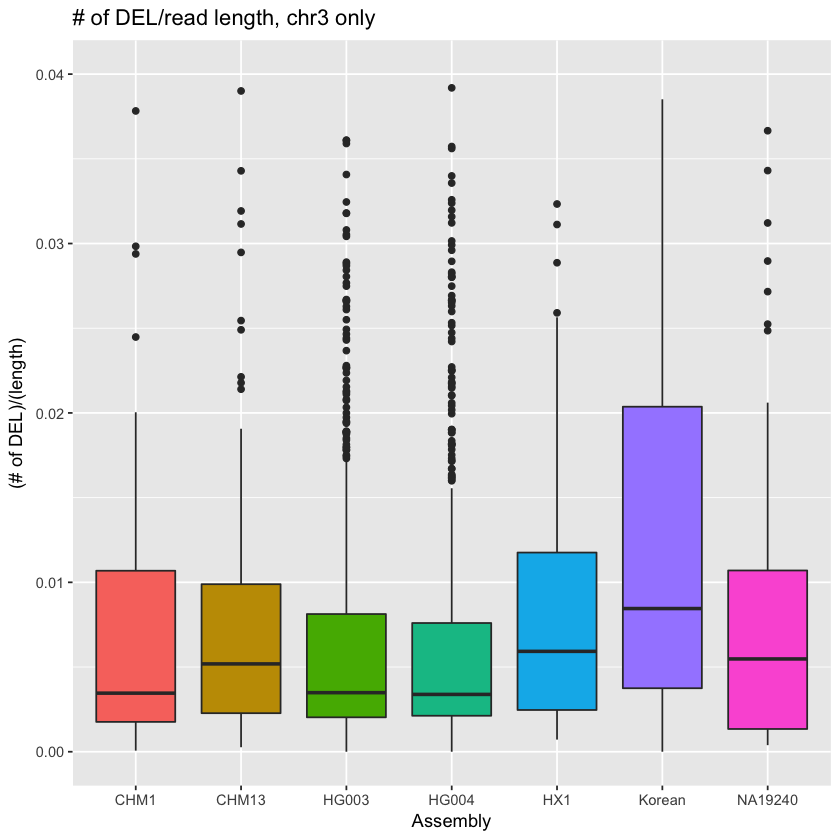 # of DEL/read length, chr3 only
0.04
0.03
0.02
0.01
0.00
(# of DEL)/(length)
CHM1 CHM13 HG003 HG004 HX1 Korean NA19240
Assembly